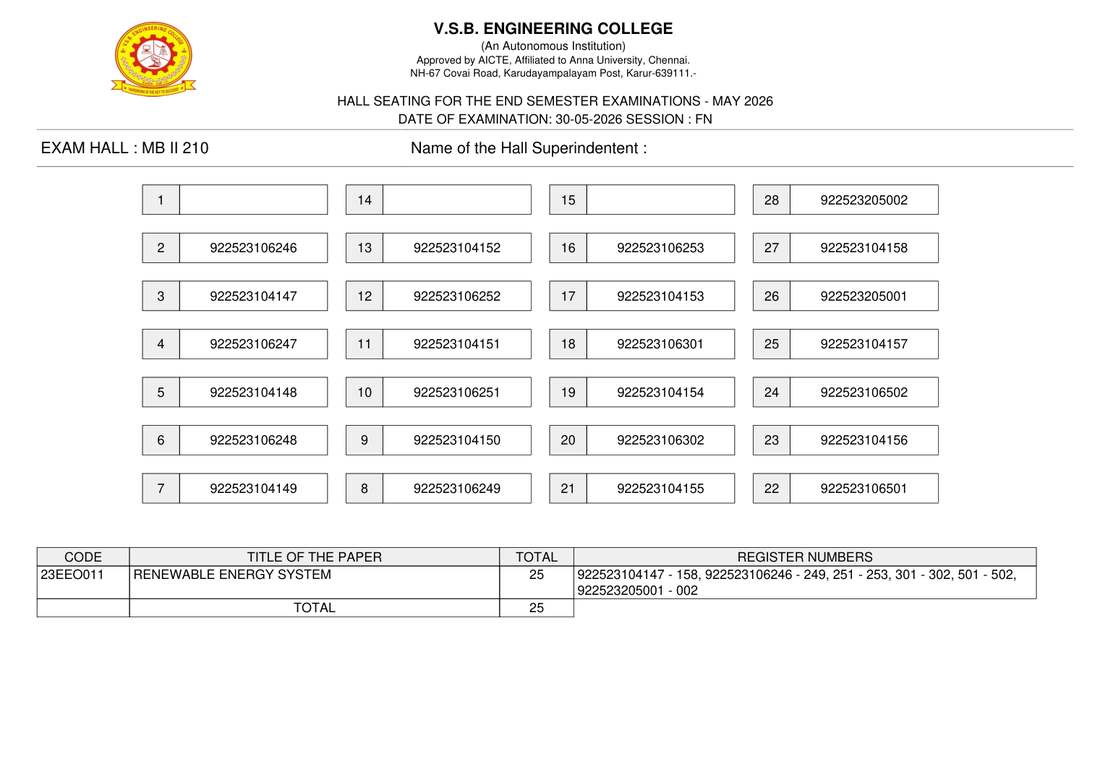 V.S.B. ENGINEERING COLLEGE
(An Autonomous Institution)
Approved by AICTE, Affiliated to Anna University, Chennai.
NH-67 Covai Road, Karudayampalayam Post, Karur-639111.-
HALL SEATING FOR THE END SEMESTER EXAMINATIONS - MAY 2026
DATE OF EXAMINATION: 30-05-2026 SESSION : FN
EXAM HALL : MB II 210 Name of the Hall Superindentent :
1 14 15 28 922523205002
2 922523106246 13 922523104152 16 922523106253 27 922523104158
3 922523104147 12 922523106252 17 922523104153 26 922523205001
4 922523106247 11 922523104151 18 922523106301 25 922523104157
5 922523104148 10 922523106251 19 922523104154 24 922523106502
6 922523106248 9 922523104150 20 922523106302 23 922523104156
7 922523104149 8 922523106249 21 922523104155 22 922523106501
CODE TITLE OF THE PAPER TOTAL REGISTER NUMBERS
23EEO011 RENEWABLE ENERGY SYSTEM 25 922523104147 - 158, 922523106246 - 249, 251 - 253, 301 - 302, 501 - 502,
922523205001 - 002
TOTAL 25